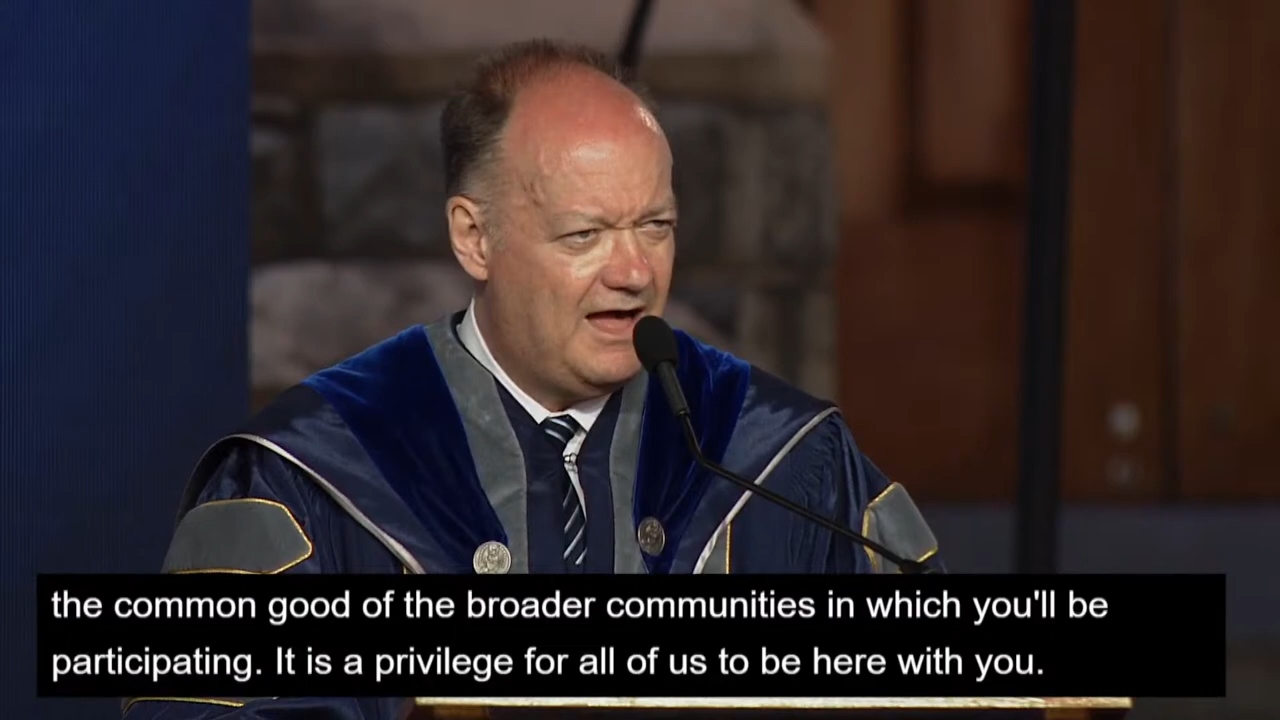 the common good of the broader communities in which you'll be
participating. It is a privilege for all of us to be here with you.